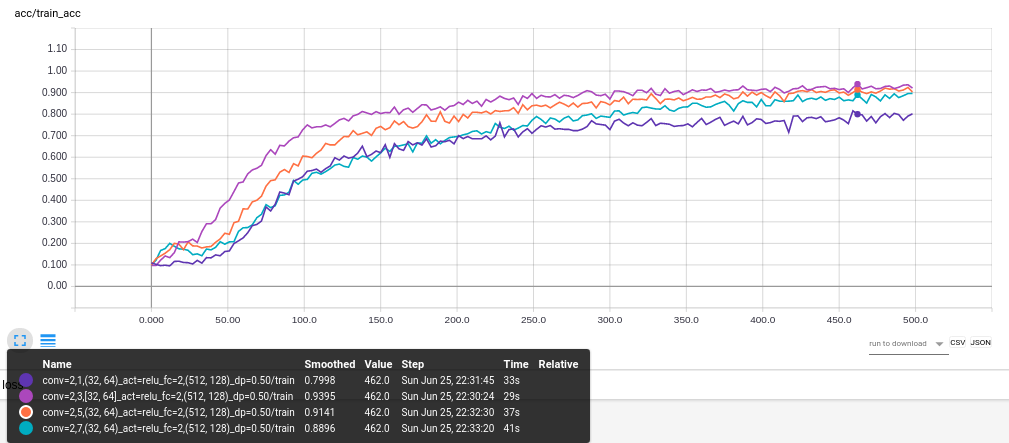 acc/train_acc
1.10
1.00
0.900
0.800
0.700
0.600
0.500
0.400
0.300
0.200
0.100
0.00
0.000 50.00 100.0 150.0 200.0 250.0 300.0 350.0 400.0 450.0 500.0
run to download CSV JSON
loss
Name Smoothed Value Step Time Relative
conv=2,1,(32, 64)_act=relu_fc=2,(512, 128)_dp=0.50/train 0.7998 462.0 Sun Jun 25, 22:31:45 33s
conv=2,3,[32, 64]_act=relu_fc=2,(512, 128)_dp=0.50/train 0.9395 462.0 Sun Jun 25, 22:30:24 29s
conv=2,5,(32, 64)_act=relu_fc=2,(512, 128)_dp=0.50/train 0.9141 462.0 Sun Jun 25, 22:32:30 37s
conv=2,7,(32, 64)_act=relu_fc=2,(512, 128)_dp=0.50/train 0.8896 462.0 Sun Jun 25, 22:33:20 41s